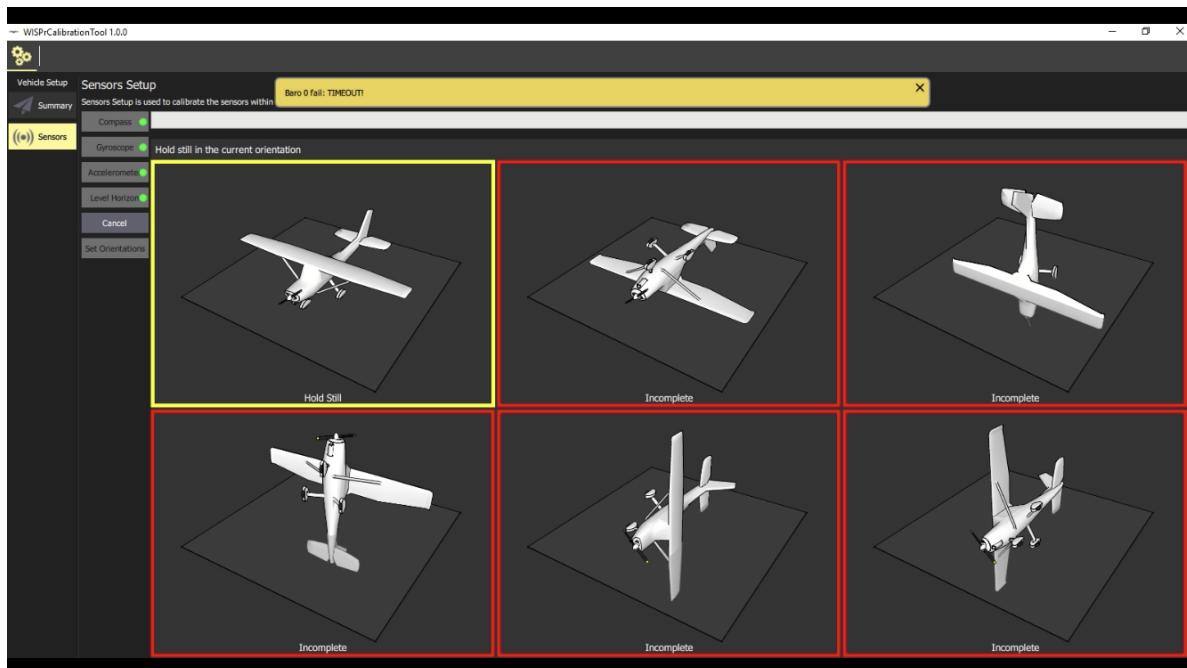 WISPrCalibrationTool 1.0.0
Vehicle Setup
Summary
Sensors
Sensors Setup
Sensors Setup is used to calibrate the sensors within
Baro 0 fail: TIMEOUT!
Compass
Gyroscope
Acceleromete
Level Horizon
Cancel
Set Orientations
Hold still in the current orientation
Hold Still
Incomplete
Incomplete
Incomplete
Incomplete
Incomplete